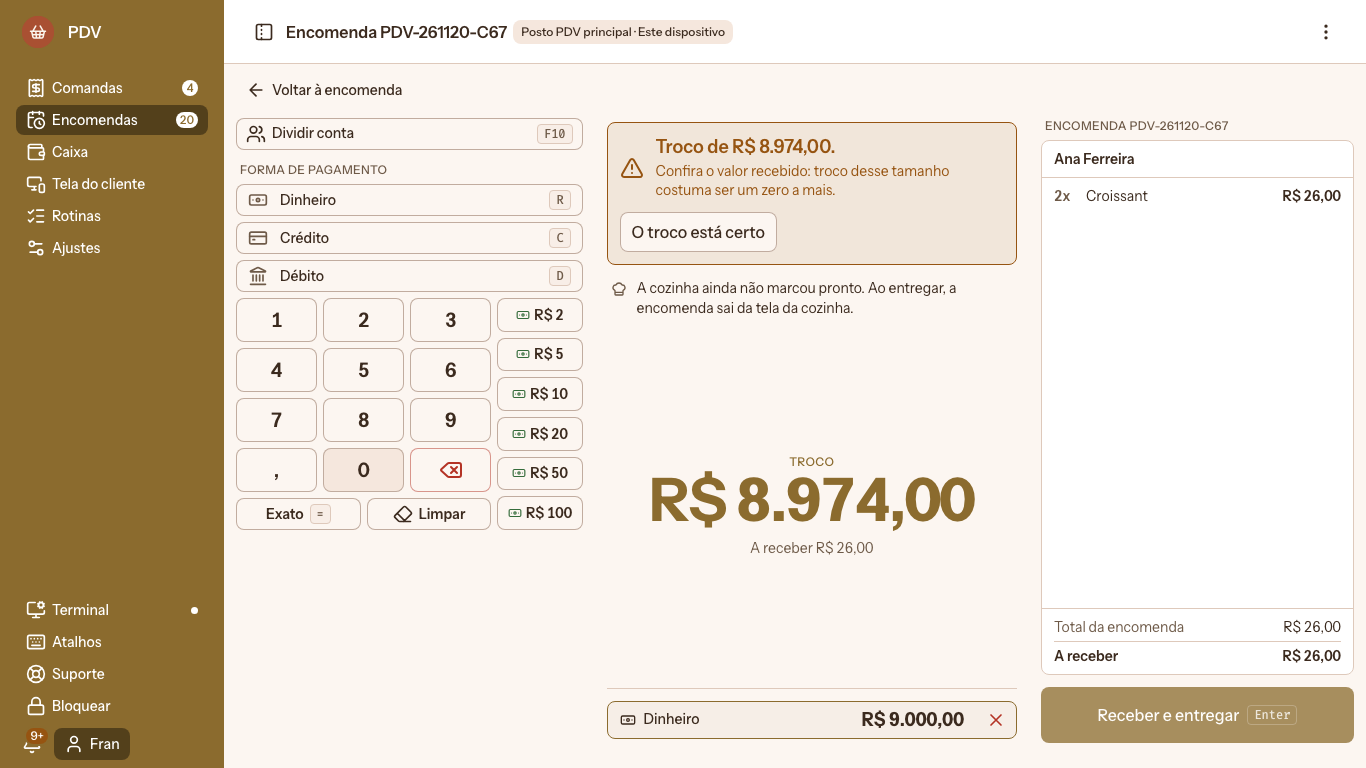 PDV
Comandas 4
Encomendas 20
Caixa
Tela do cliente
Rotinas
Ajustes
Terminal
Atalhos
Suporte
Bloquear
9+
Fran
Encomenda PDV-261120-C67
Posto PDV principal · Este dispositivo
Voltar à encomenda
Dividir conta F10
FORMA DE PAGAMENTO
Dinheiro R
Crédito C
Débito D
1 2 3
4 5 6
7 8 9
, 0
Exato =
Limpar
R$ 2
R$ 5
R$ 10
R$ 20
R$ 50
R$ 100
Troco de R$ 8.974,00.
Confira o valor recebido: troco desse tamanho
costuma ser um zero a mais.
O troco está certo
A cozinha ainda não marcou pronto. Ao entregar, a
encomenda sai da tela da cozinha.
TROCO
R$ 8.974,00
A receber R$ 26,00
Dinheiro R$ 9.000,00
ENCOMENDA PDV-261120-C67
Ana Ferreira
2x Croissant R$ 26,00
Total da encomenda R$ 26,00
A receber R$ 26,00
Receber e entregar Enter